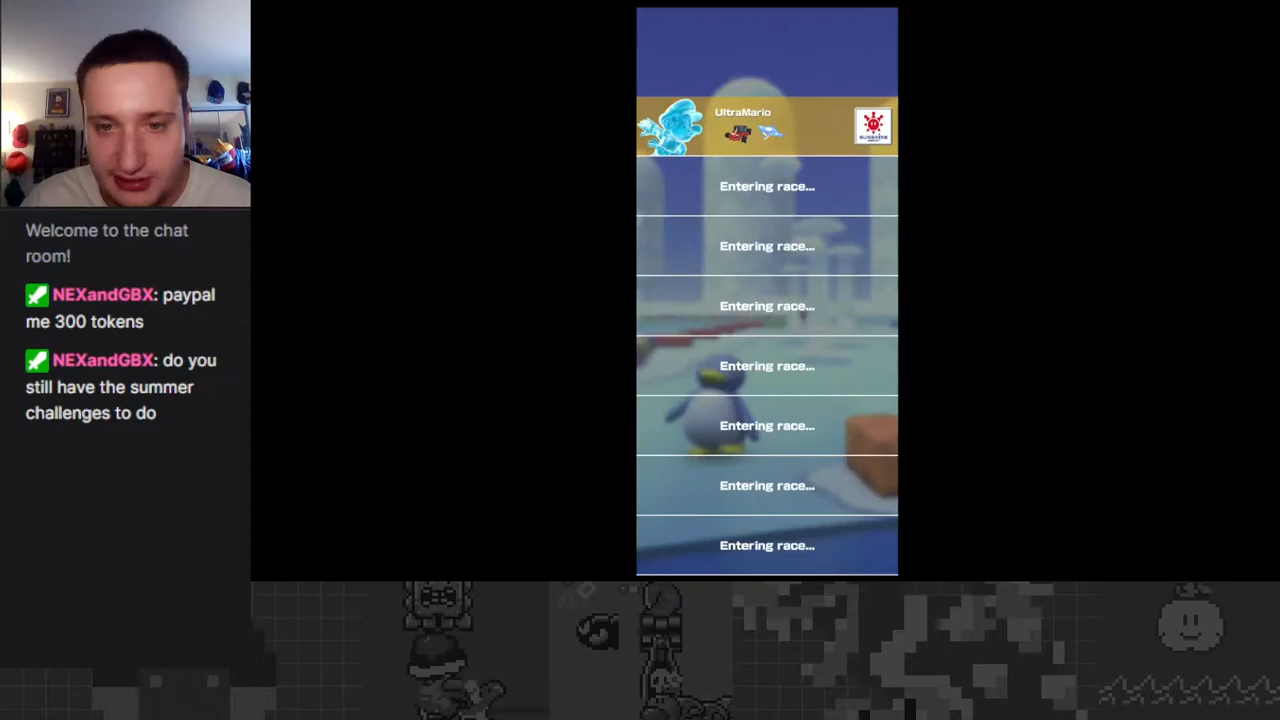 Welcome to the chat
room!
NEXandGBX: paypal
me 300 tokens
NEXandGBX: do you
still have the summer
challenges to do
UltraMario
SUNSHINE
Entering race...
Entering race...
Entering race...
Entering race...
Entering race...
Entering race...
Entering race...